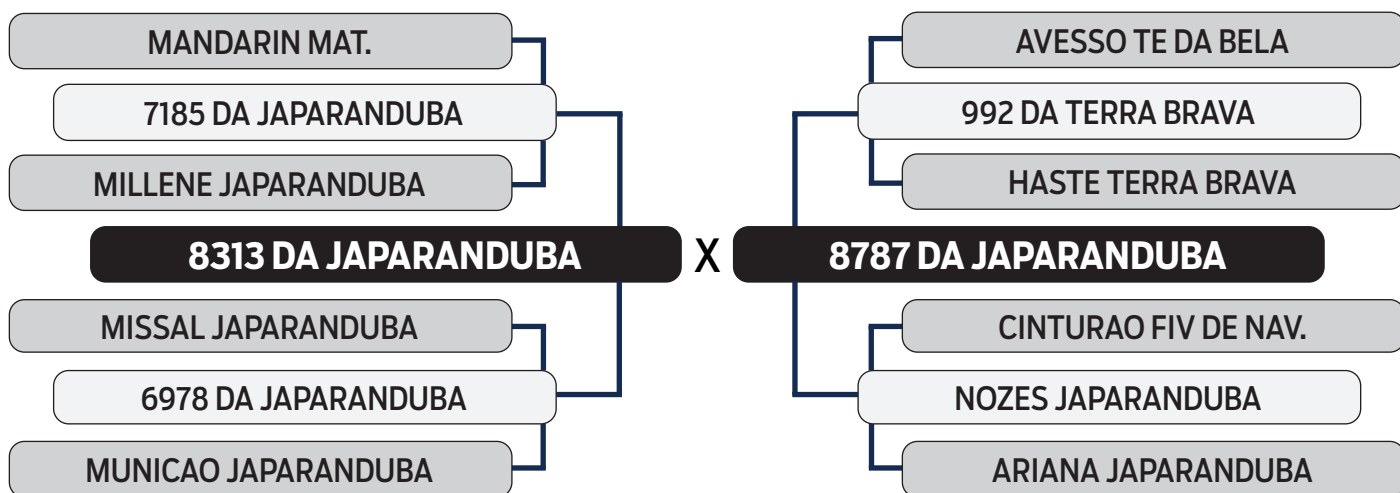 MANDARIN MAT.
7185 DA JAPARANDUBA
MILLENE JAPARANDUBA
8313 DA JAPARANDUBA
MISSAL JAPARANDUBA
6978 DA JAPARANDUBA
MUNICAO JAPARANDUBA
X
AVESSO TE DA BELA
992 DA TERRA BRAVA
HASTE TERRA BRAVA
8787 DA JAPARANDUBA
CINTURAO FIV DE NAV.
NOZES JAPARANDUBA
ARIANA JAPARANDUBA